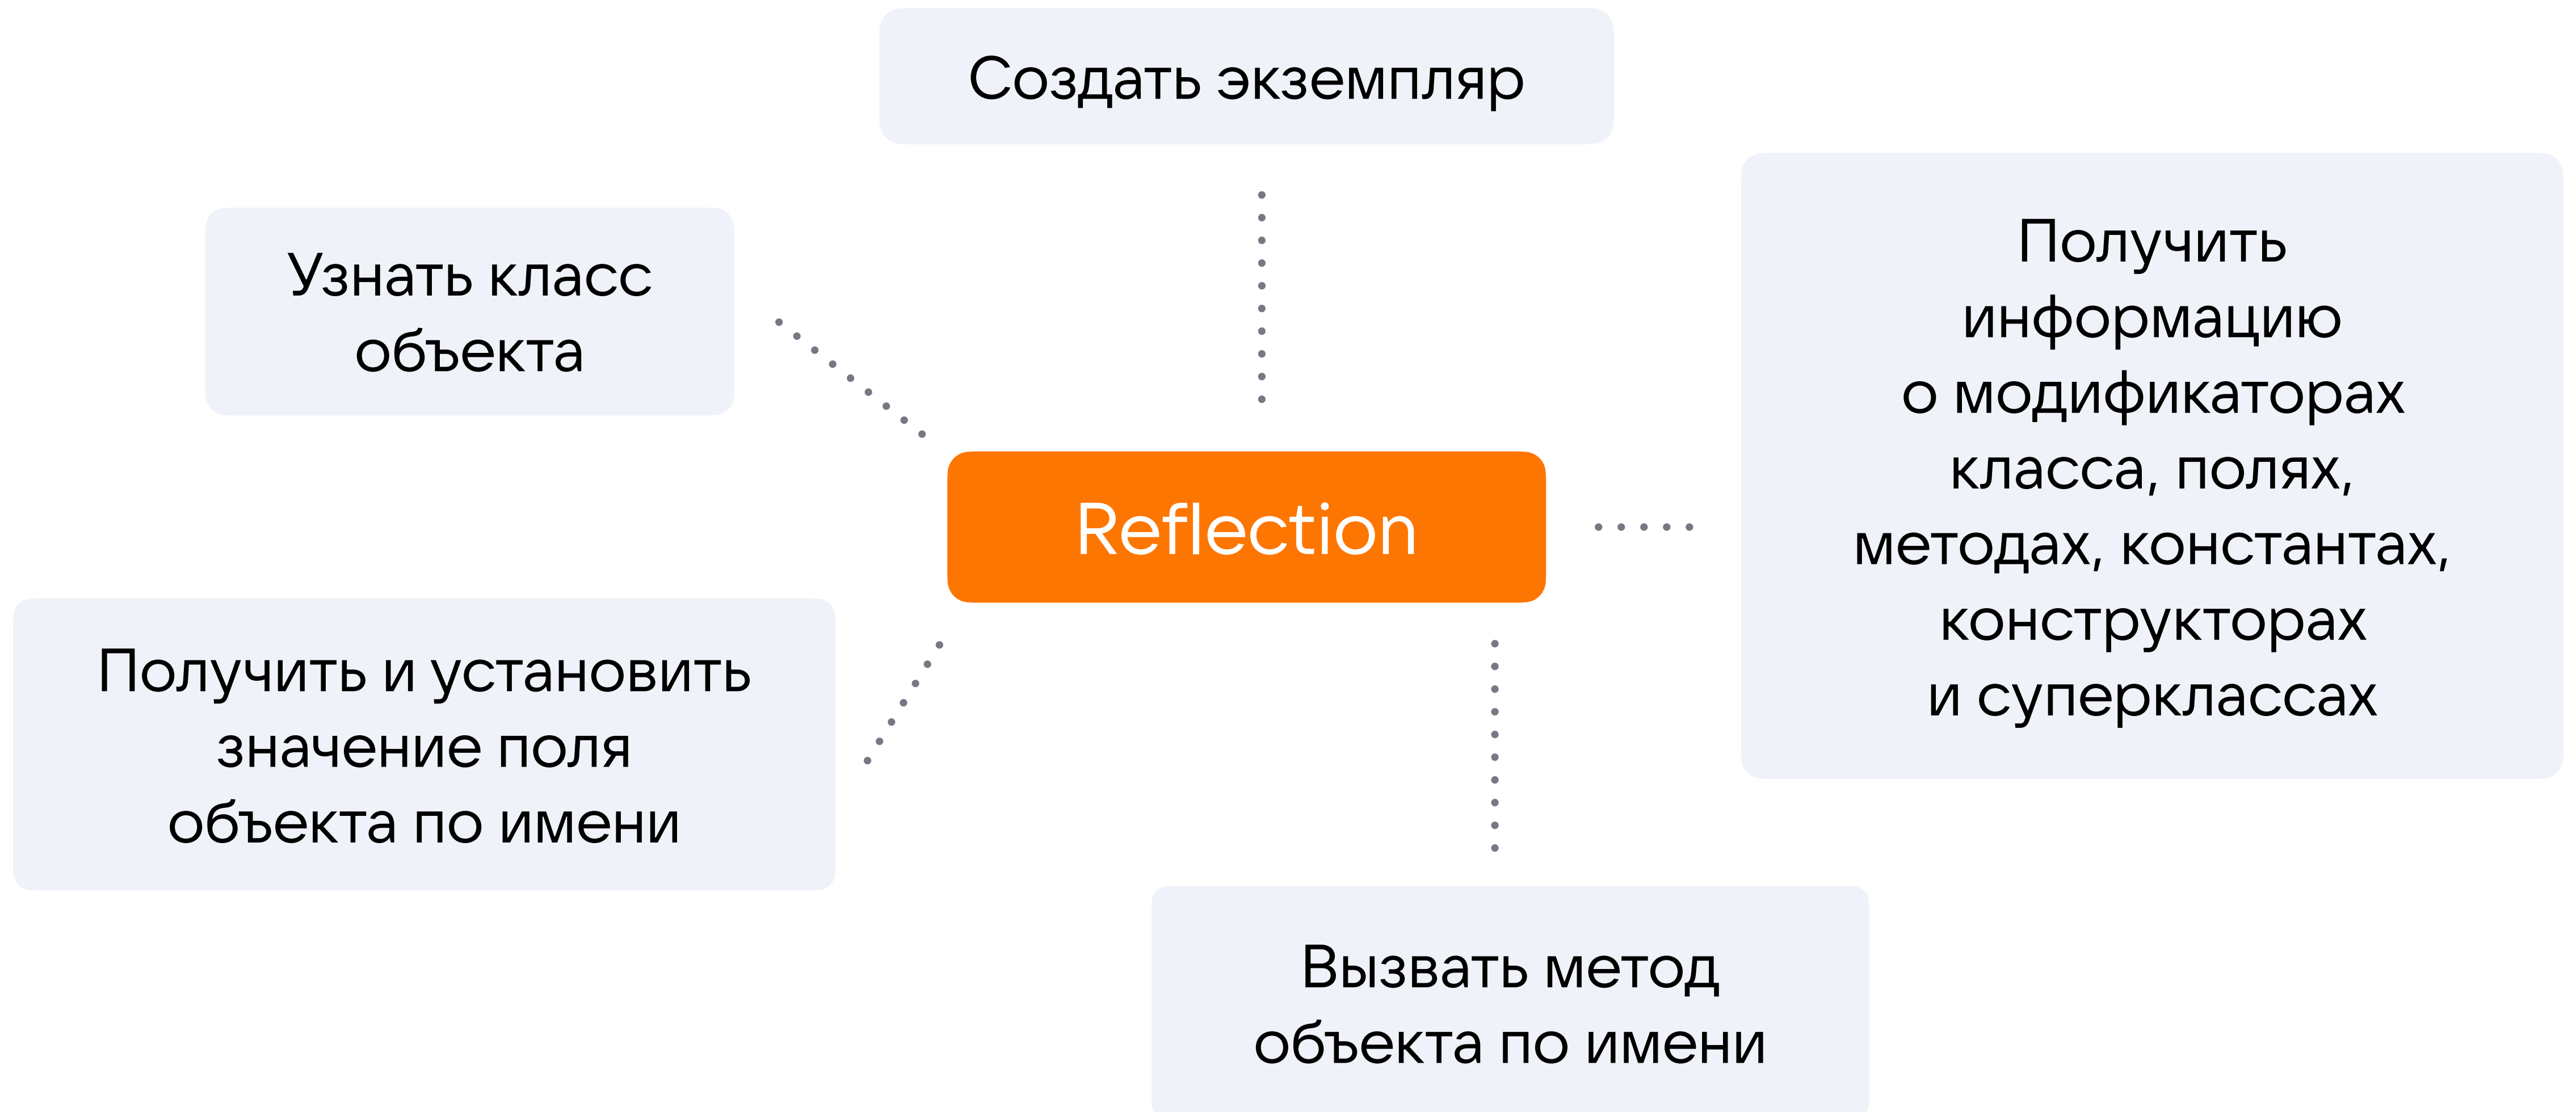 Создать экземпляр
Узнать класс
объекта
Получить
информацию
о модификаторах
класса, полях,
методах, константах,
конструкторах
и суперклассах
Reflection
Получить и установить
значение поля
объекта по имени
Вызвать метод
объекта по имени